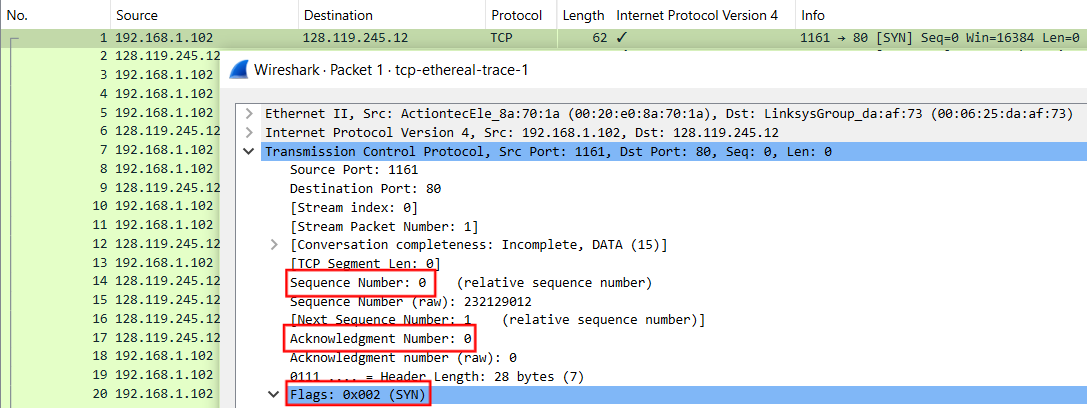 No. Source Destination Protocol Length Internet Protocol Version 4 Info
1 192.168.1.102 128.119.245.12 TCP 62 ✓ 1161 → 80 [SYN] Seq=0 Win=16384 Len=0
2 128.119.245.12
3 192.168.1.102
4 192.168.1.102
5 192.168.1.102
6 128.119.245.12
7 192.168.1.102
8 192.168.1.102
9 128.119.245.12
10 192.168.1.102
11 192.168.1.102
12 128.119.245.12
13 192.168.1.102
14 128.119.245.12
15 128.119.245.12
16 128.119.245.12
17 128.119.245.12
18 192.168.1.102
19 192.168.1.102
20 192.168.1.102
Wireshark · Packet 1 · tcp-ethereal-trace-1
Ethernet II, Src: ActiontecEle_8a:70:1a (00:20:e0:8a:70:1a), Dst: LinksysGroup_da:af:73 (00:06:25:da:af:73)
Internet Protocol Version 4, Src: 192.168.1.102, Dst: 128.119.245.12
Transmission Control Protocol, Src Port: 1161, Dst Port: 80, Seq: 0, Len: 0
Source Port: 1161
Destination Port: 80
[Stream index: 0]
[Stream Packet Number: 1]
[Conversation completeness: Incomplete, DATA (15)]
[TCP Segment Len: 0]
Sequence Number: 0 (relative sequence number)
Sequence Number (raw): 232129012
[Next Sequence Number: 1 (relative sequence number)]
Acknowledgment Number: 0
Acknowledgment number (raw): 0
0111 .... = Header Length: 28 bytes (7)
Flags: 0x002 (SYN)